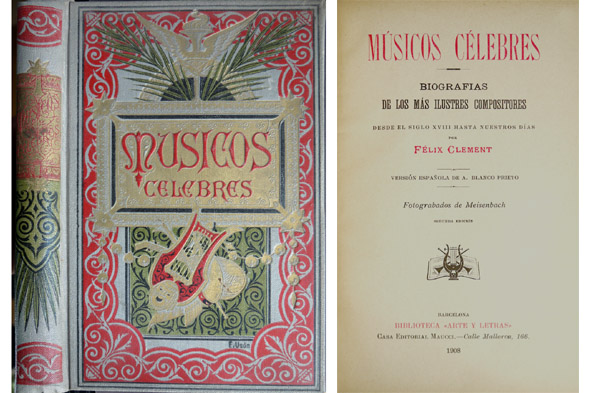 MUSICOS
CELEBRES
MÚSICOS CÉLEBRES
BIOGRAFIAS
DE LOS MÁS ILUSTRES COMPOSITORES
DESDE EL SIGLO XVIII HASTA NUESTROS DÍAS
POR
FÉLIX CLEMENT
VERSIÓN ESPAÑOLA DE A. BLANCO PRIETO
Fotograbados de Meisenbach
SEGUNDA EDICIÓN
BARCELONA
BIBLIOTECA «ARTE Y LETRAS»
CASA EDITORIAL MAUCCI.—Calle Mallorca, 166.
1908